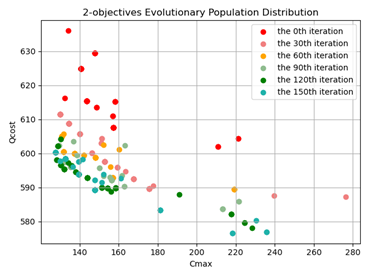 2-objectives Evolutionary Population Distribution
the 0th iteration
the 30th iteration
the 60th iteration
the 90th iteration
the 120th iteration
the 150th iteration
630
620
610
600
590
580
Qcost
140
160
180
200
220
240
260
280
Cmax